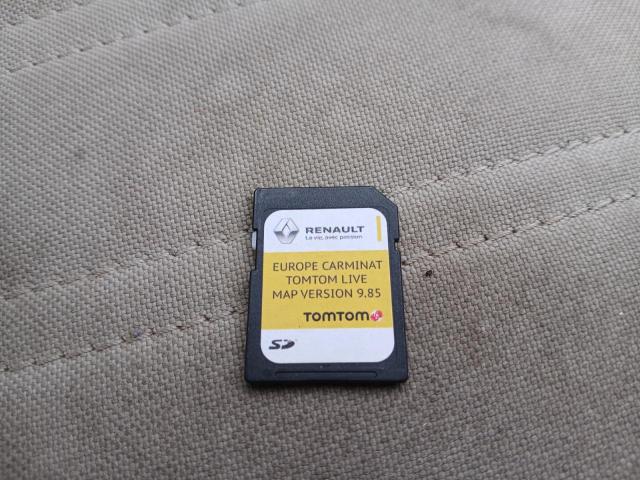 RENAULT
La vie, avec passion
EUROPE CARMINAT
TOMTOM LIVE
MAP VERSION 9.85
TOMTOM
SD